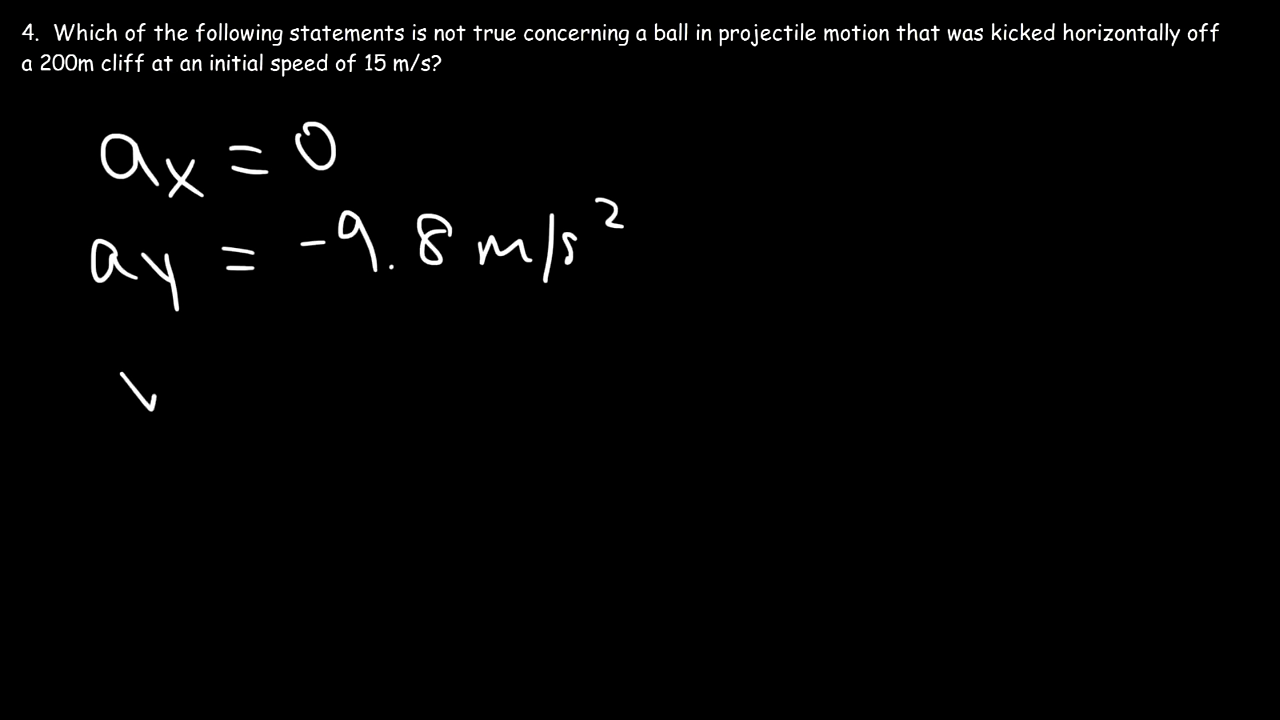 4. Which of the following statements is not true concerning a ball in projectile motion that was kicked horizontally off
a 200m cliff at an initial speed of 15 m/s?
ax = 0
ay = -9.8 m/s²
v